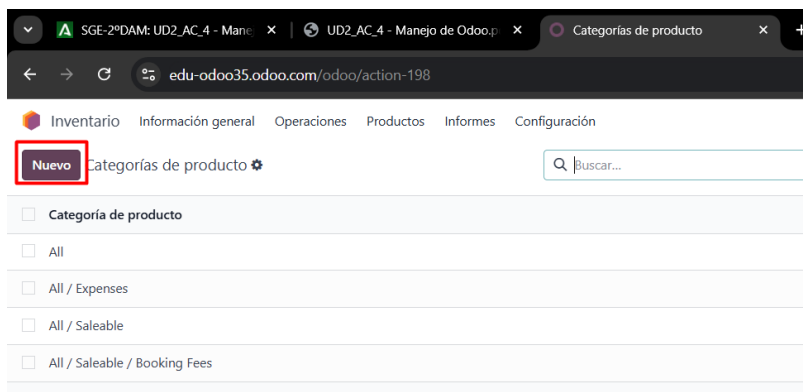 SGE-2ºDAM: UD2_AC_4 - Mane
UD2_AC_4 - Manejo de Odoo.p
Categorías de producto
edu-odoo35.odoo.com/odoo/action-198
Inventario Información general Operaciones Productos Informes Configuración
Nuevo Categorías de producto
Buscar...
Categoría de producto
All
All / Expenses
All / Saleable
All / Saleable / Booking Fees